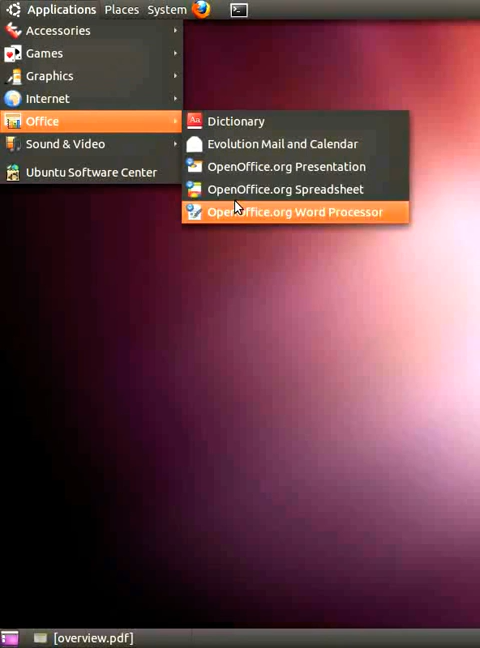 Applications Places System
Accessories
Games
Graphics
Internet
Office
Sound & Video
Ubuntu Software Center
Aa Dictionary
Evolution Mail and Calendar
OpenOffice.org Presentation
OpenOffice.org Spreadsheet
OpenOffice.org Word Processor
[overview.pdf]